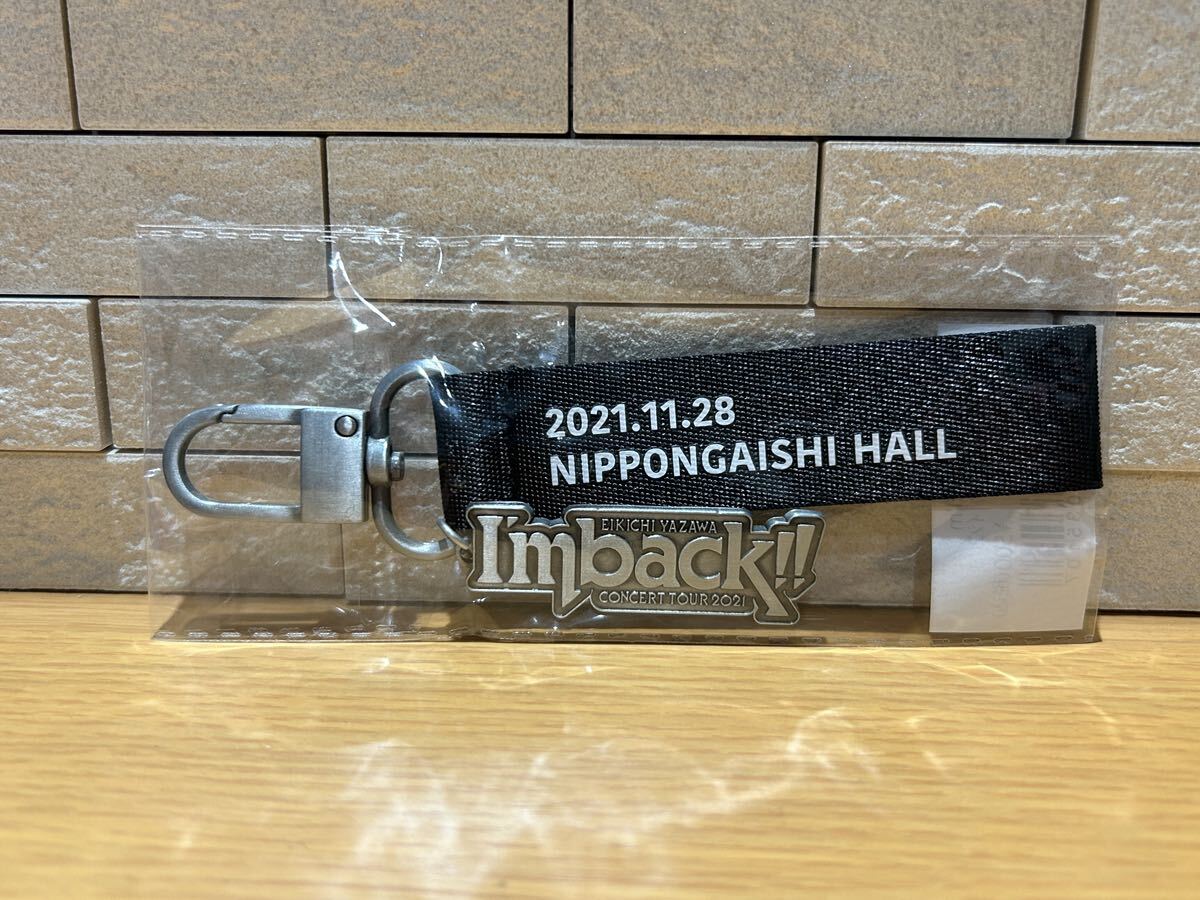 2021.11.28
NIPPONGAISHI HALL
EIKICHI YAZAWA
I'm back!!
CONCERT TOUR 2021